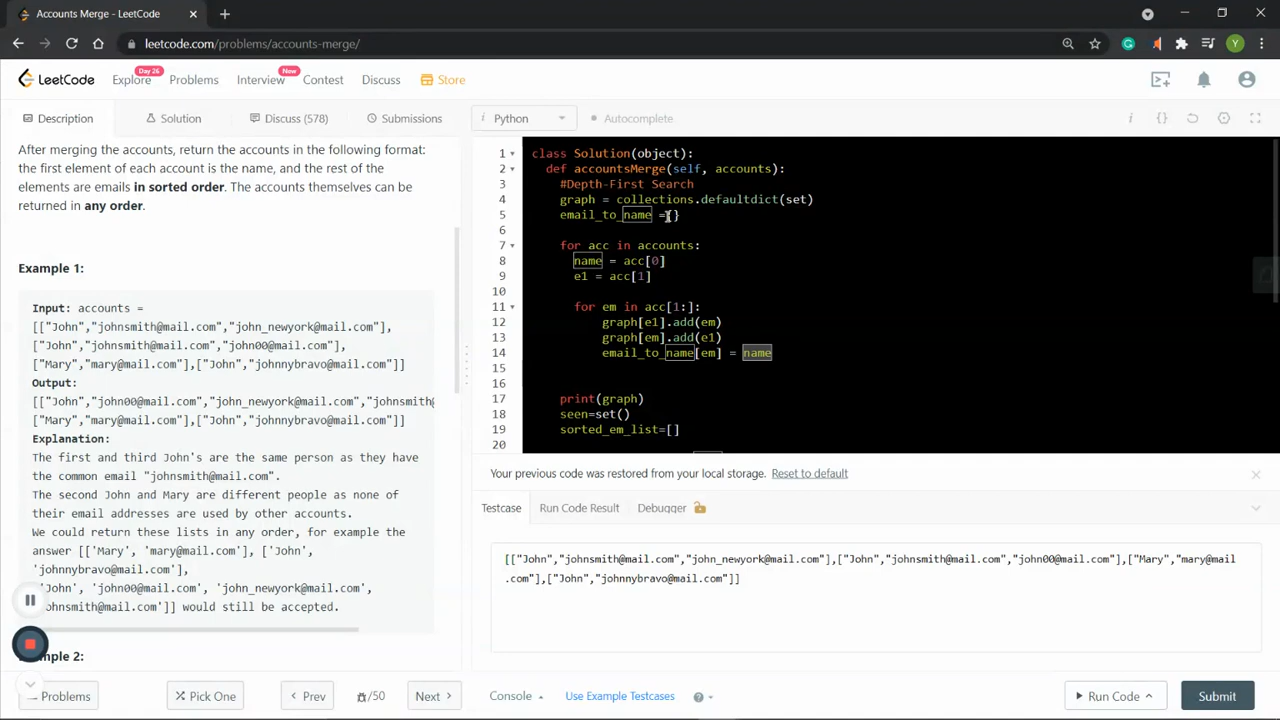 Accounts Merge - LeetCode
leetcode.com/problems/accounts-merge/
Y
LeetCode
Explore
Day 26
Problems
Interview
New
Contest
Discuss
Store
Description
Solution
Discuss (578)
Submissions
Python
Autocomplete
After merging the accounts, return the accounts in the following format:
the first element of each account is the name, and the rest of the
elements are emails in sorted order. The accounts themselves can be
returned in any order.
Example 1:
Input: accounts =
[["John","johnsmith@mail.com","john_newyork@mail.com"],
["John","johnsmith@mail.com","john00@mail.com"],
["Mary","mary@mail.com"],["John","johnnybravo@mail.com"]]
Output:
[["John","john00@mail.com","john_newyork@mail.com","johnsmith@
["Mary","mary@mail.com"],["John","johnnybravo@mail.com"]]
Explanation:
The first and third John's are the same person as they have
the common email "johnsmith@mail.com".
The second John and Mary are different people as none of
their email addresses are used by other accounts.
We could return these lists in any order, for example the
answer [['Mary', 'mary@mail.com'], ['John',
'johnnybravo@mail.com'],
'John', 'john00@mail.com', 'john_newyork@mail.com',
ohnsmith@mail.com']] would still be accepted.
ple 2:
1 class Solution(object):
2 def accountsMerge(self, accounts):
3 #Depth-First Search
4 graph = collections.defaultdict(set)
5 email_to_name ={}
6
7 for acc in accounts:
8 name = acc[0]
9 e1 = acc[1]
10
11 for em in acc[1:]:
12 graph[e1].add(em)
13 graph[em].add(e1)
14 email_to_name[em] = name
15
16
17 print(graph)
18 seen=set()
19 sorted_em_list=[]
20
Your previous code was restored from your local storage. Reset to default
Testcase
Run Code Result
Debugger
[["John","johnsmith@mail.com","john_newyork@mail.com"],["John","johnsmith@mail.com","john00@mail.com"],["Mary","mary@mail
.com"],["John","johnnybravo@mail.com"]]
Problems
Pick One
Prev
/50
Next
Console
Use Example Testcases
Run Code
Submit